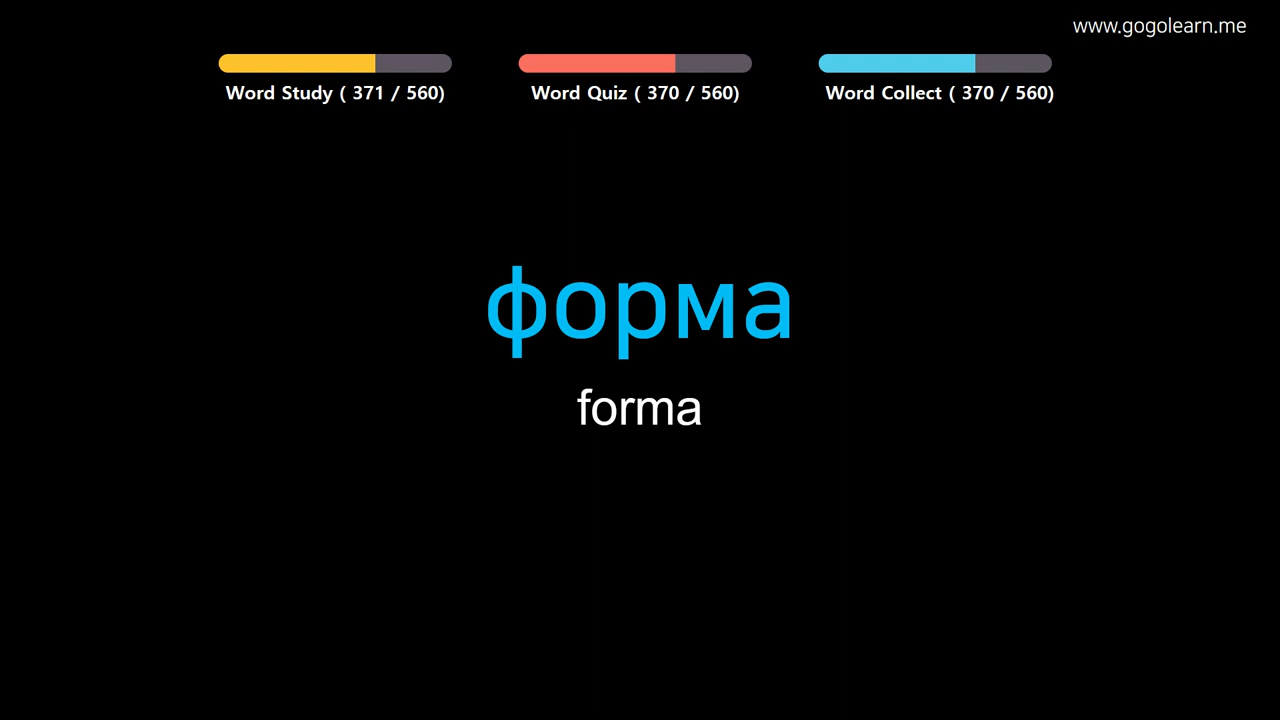 www.gogolearn.me
Word Study ( 371 / 560)
Word Quiz ( 370 / 560)
Word Collect ( 370 / 560)
форма
forma